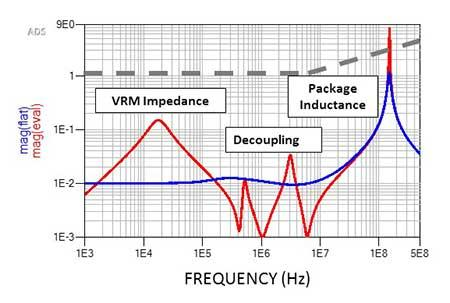 ADS
9E0
1
1E-1
1E-2
1E-3
mag(flat)
mag(eval)
VRM Impedance
Decoupling
Package
Inductance
1E3
1E4
1E5
1E6
1E7
1E8
5E8
FREQUENCY (Hz)